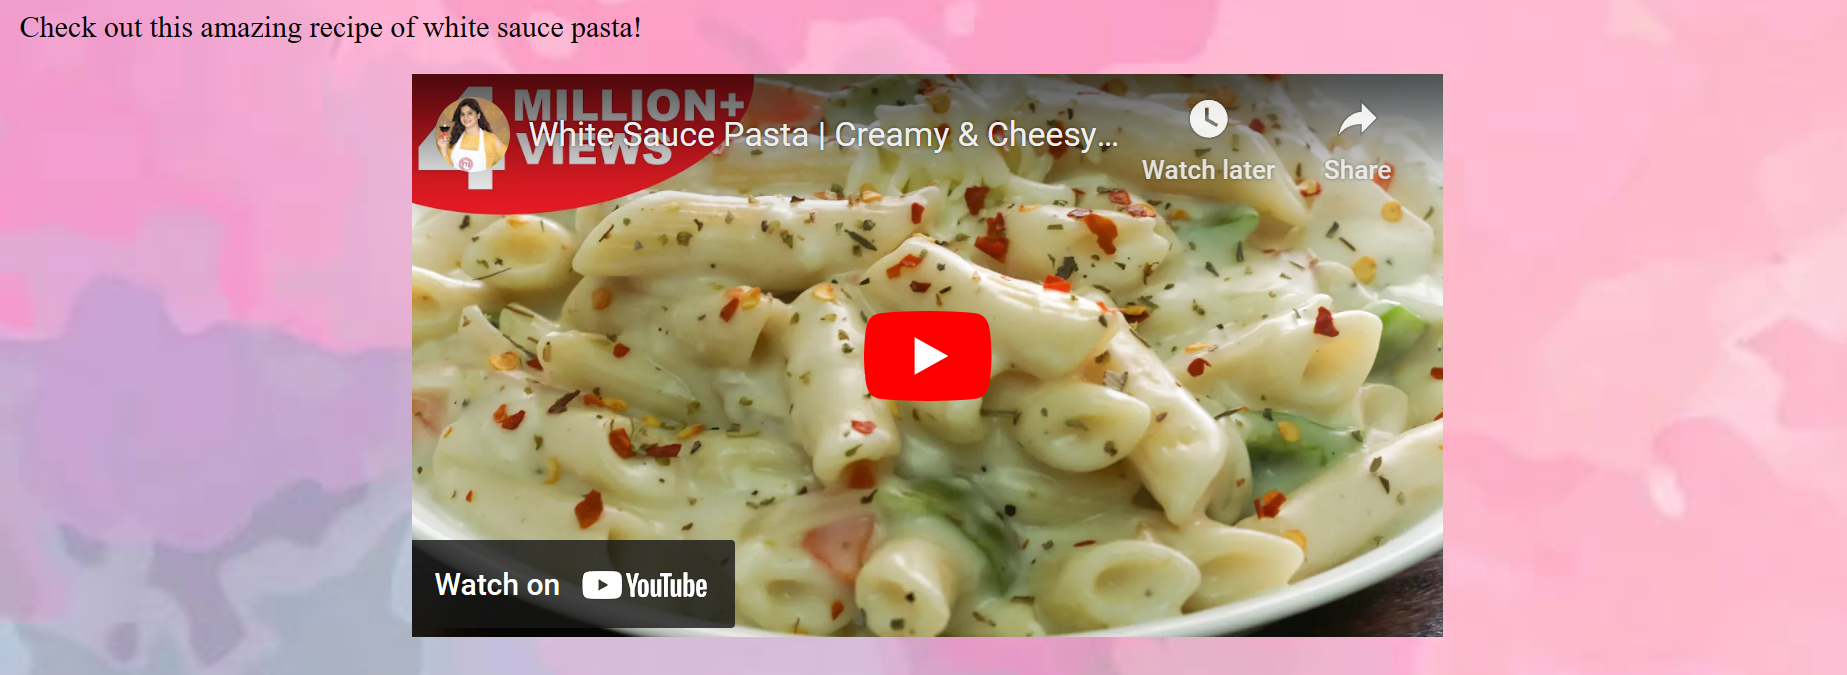 Check out this amazing recipe of white sauce pasta!
4 MILLION+
VIEWS
White Sauce Pasta | Creamy & Cheesy...
Watch later
Share
Watch on YouTube